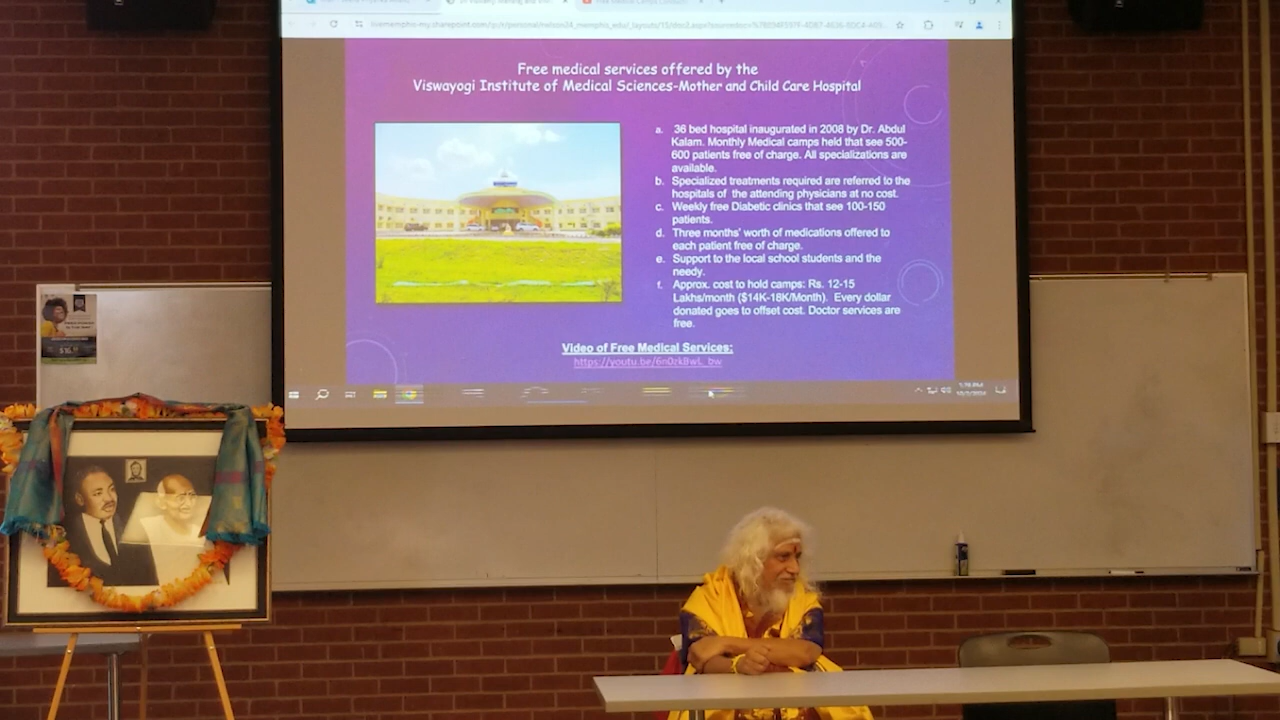 Free medical services offered by the
Viswayogi Institute of Medical Sciences-Mother and Child Care Hospital
a. 36 bed hospital inaugurated in 2008 by Dr. Abdul
Kalam. Monthly Medical camps held that see 500-
600 patients free of charge. All specializations are
available.
b. Specialized treatments required are referred to the
hospitals of the attending physicians at no cost.
c. Weekly free Diabetic clinics that see 100-150
patients.
d. Three months' worth of medications offered to
each patient free of charge.
e. Support to the local school students and the
needy.
f. Approx. cost to hold camps: Rs. 12-15
Lakhs/month ($14K-18K/Month). Every dollar
donated goes to offset cost. Doctor services are
free.
Video of Free Medical Services:
https://youtu.be/6n0zkBwL_bw